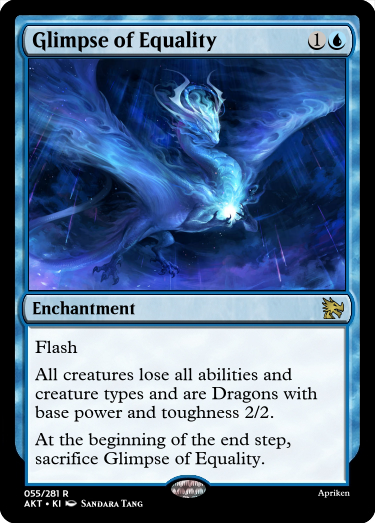 Glimpse of Equality 1
Enchantment
Flash
All creatures lose all abilities and
creature types and are Dragons with
base power and toughness 2/2.
At the beginning of the end step,
sacrifice Glimpse of Equality.
055/281 R
Apriken
AKT • KI Sandara Tang